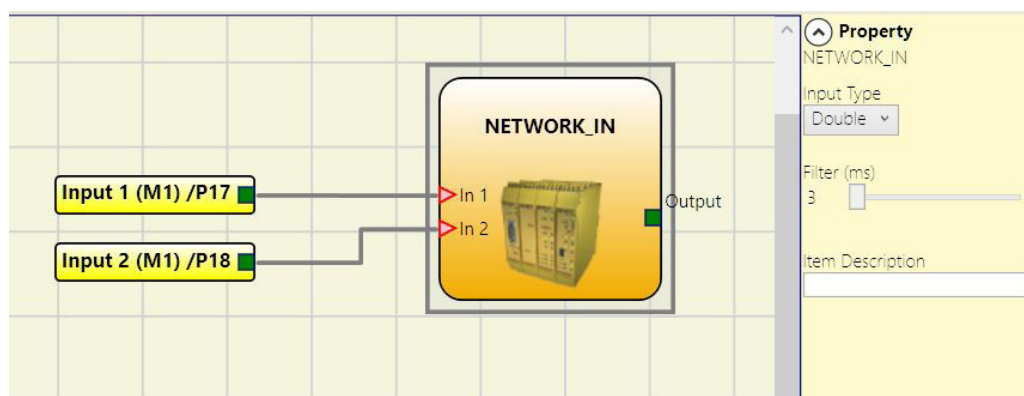 NETWORK_IN
Input 1 (M1) /P17
In 1
Output
In 2
Input 2 (M1) /P18
Property
NETWORK_IN
Input Type
Double
Filter (ms)
3
Item Description